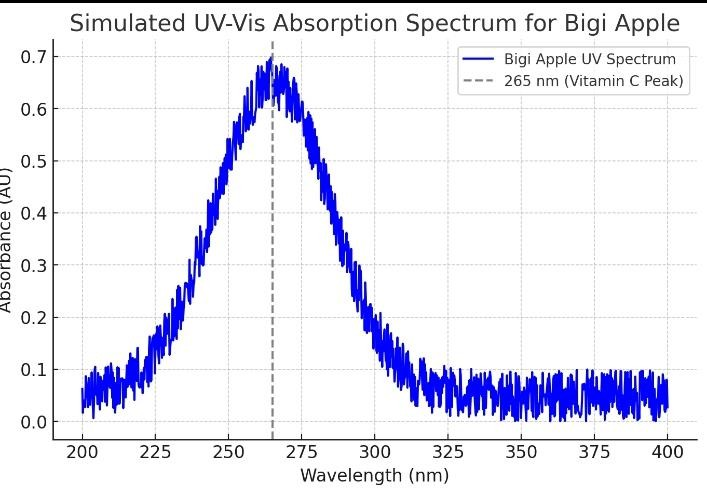 Simulated UV-Vis Absorption Spectrum for Bigi Apple
Bigi Apple UV Spectrum
265 nm (Vitamin C Peak)
Absorbance (AU)
0.7
0.6
0.5
0.4
0.3
0.2
0.1
0.0
200 225 250 275 300 325 350 375 400
Wavelength (nm)